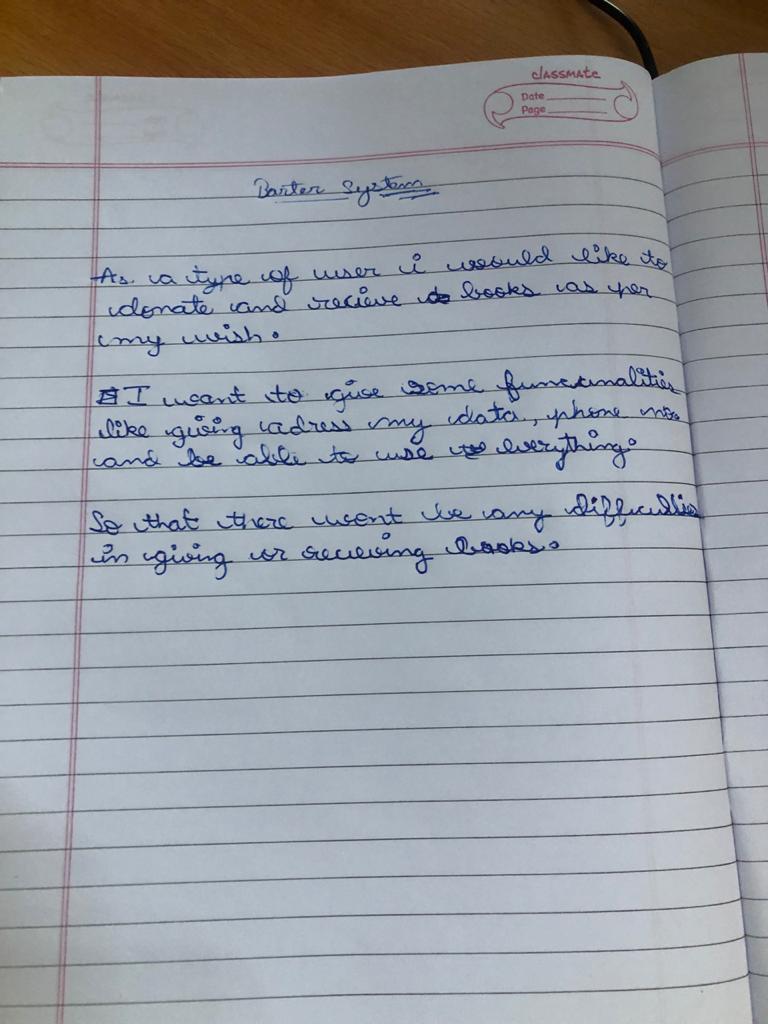 classmate
Date
Page
Barter System
As a type of user i would like to
donate and recieve books as per
my wish.
I want to give some functinalities
like giving adress my data, phone no
and be able to use everything.
So that there wont be any difficulties
in giving or recieving books.